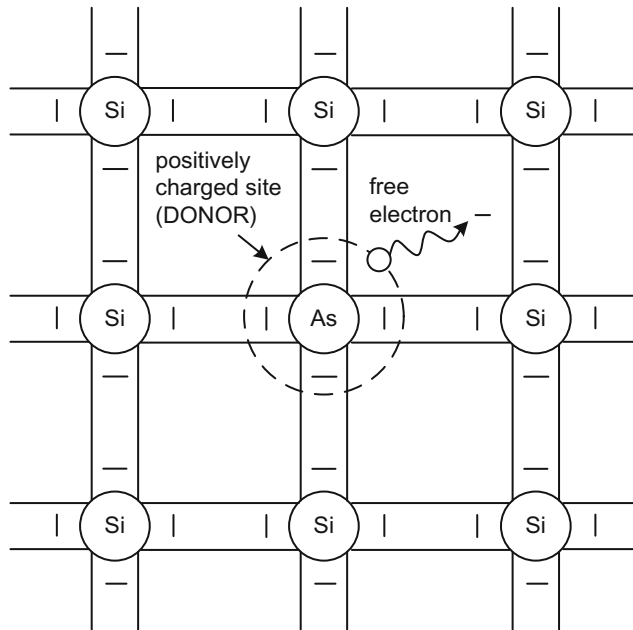 Si Si Si
positively
charged site
(DONOR)
free
electron
Si As Si
Si Si Si